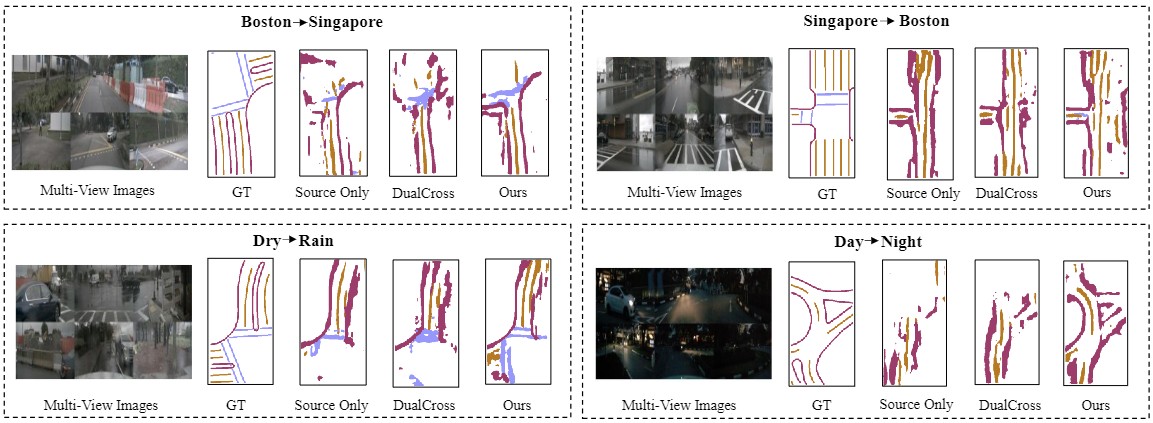 Boston→Singapore
Multi-View Images GT Source Only DualCross Ours
Singapore→Boston
Multi-View Images GT Source Only DualCross Ours
Dry→Rain
Multi-View Images GT Source Only DualCross Ours
Day→Night
Multi-View Images GT Source Only DualCross Ours